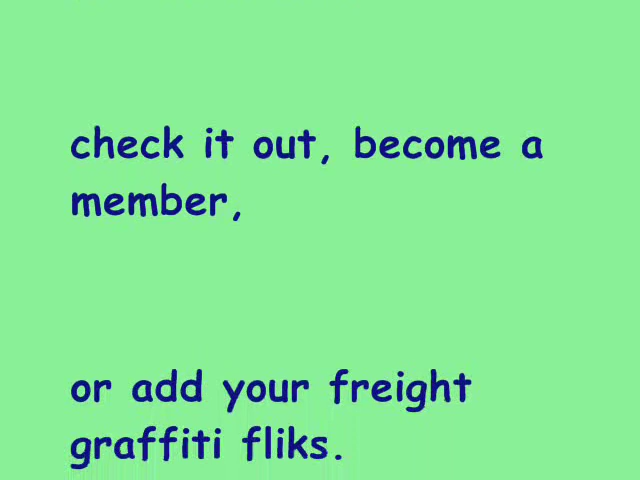 check it out, become a
member,
or add your freight
graffiti fliks.